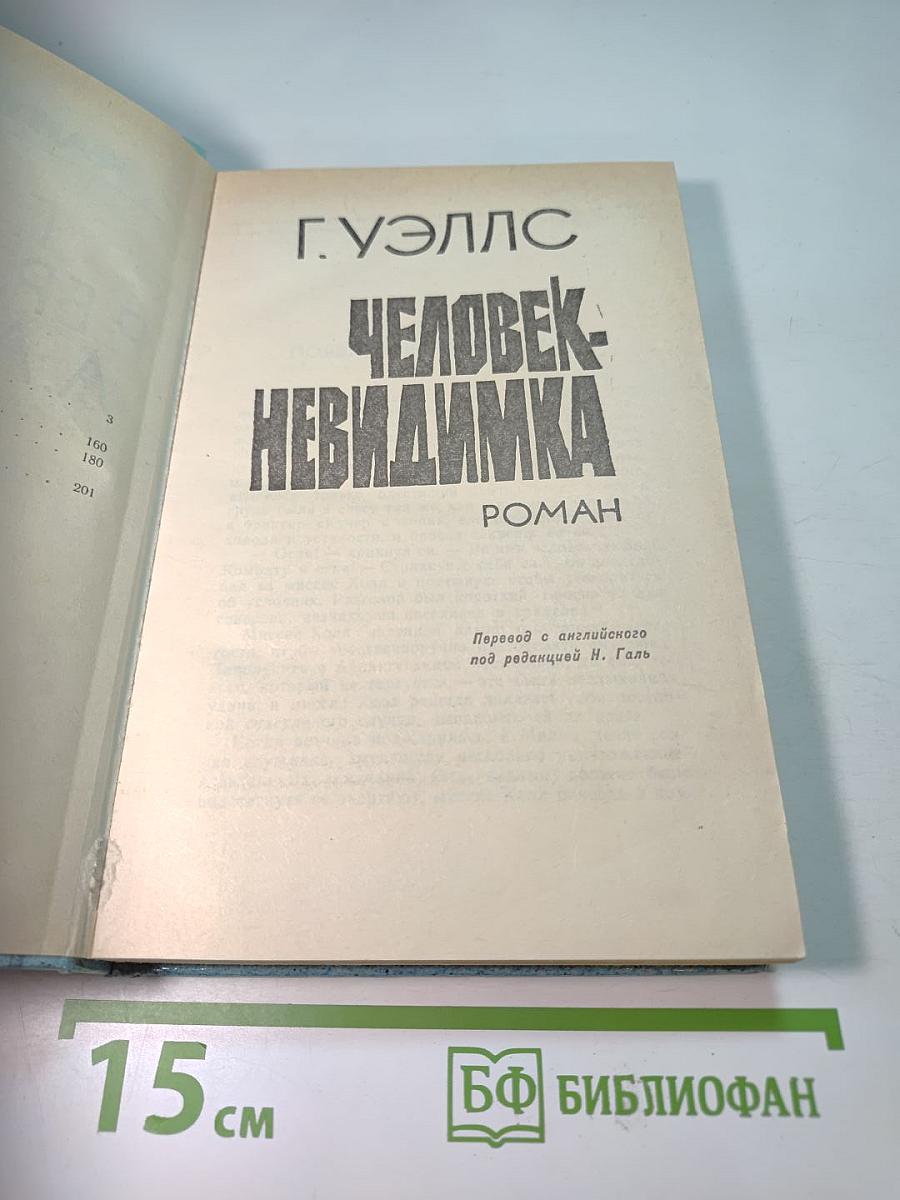 3
160
180
201
Г. УЭЛЛС
ЧЕЛОВЕК-
НЕВИДИМКА
РОМАН
Перевод с английского
под редакцией Н. Галь
15 см
БФ БИБЛИОФАН